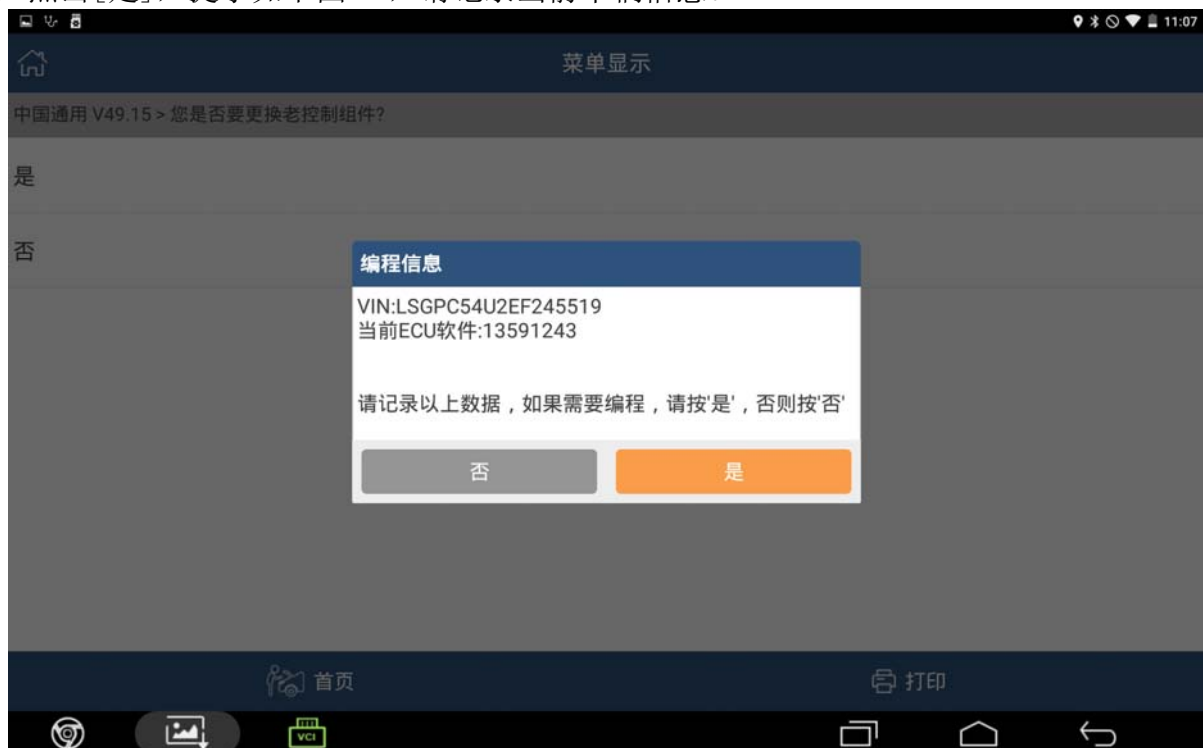 11:07
菜单显示
中国通用 V49.15 > 您是否要更换老控制组件?
是
否
编程信息
VIN:LSGPC54U2EF245519
当前ECU软件:13591243
请记录以上数据，如果需要编程，请按'是'，否则按'否'
否
是
首页
打印
VCI